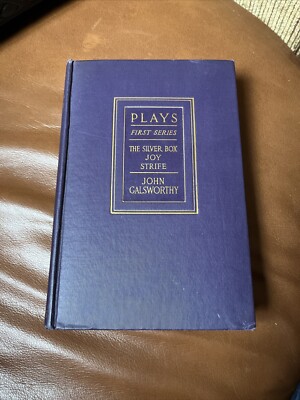 PLAYS
FIRST SERIES
THE SILVER BOX
JOY
STRIFE
JOHN
GALSWORTHY